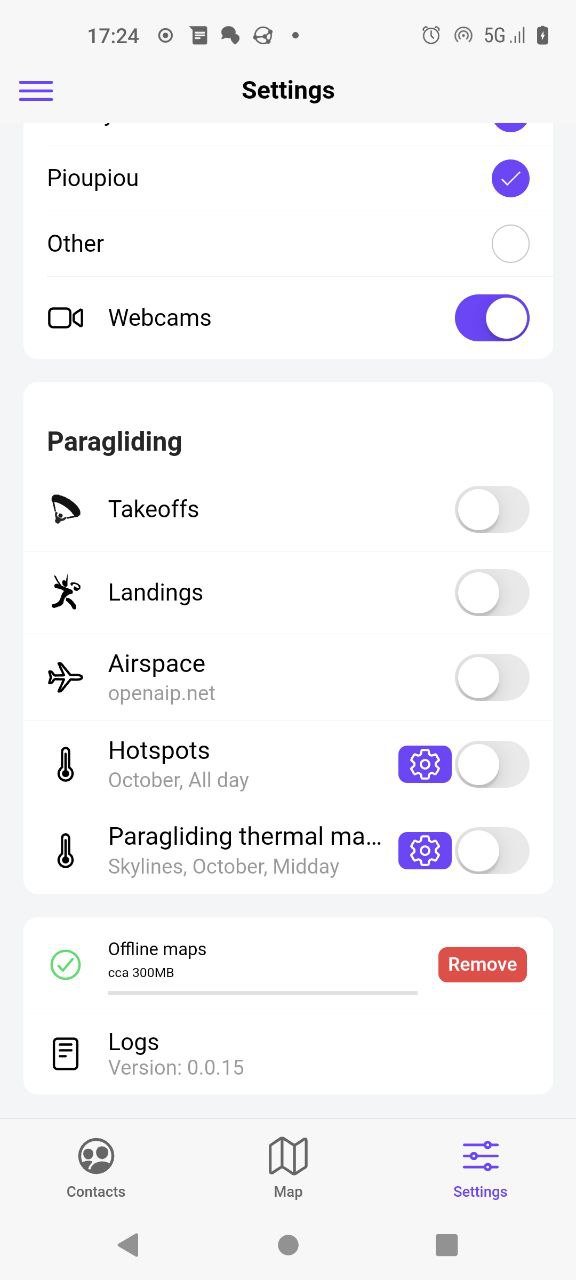 17:24
5G
Settings
Pioupiou
Other
Webcams
Paragliding
Takeoffs
Landings
Airspace
openaip.net
Hotspots
October, All day
Paragliding thermal ma...
Skylines, October, Midday
Offline maps
cca 300MB
Remove
Logs
Version: 0.0.15
Contacts
Map
Settings